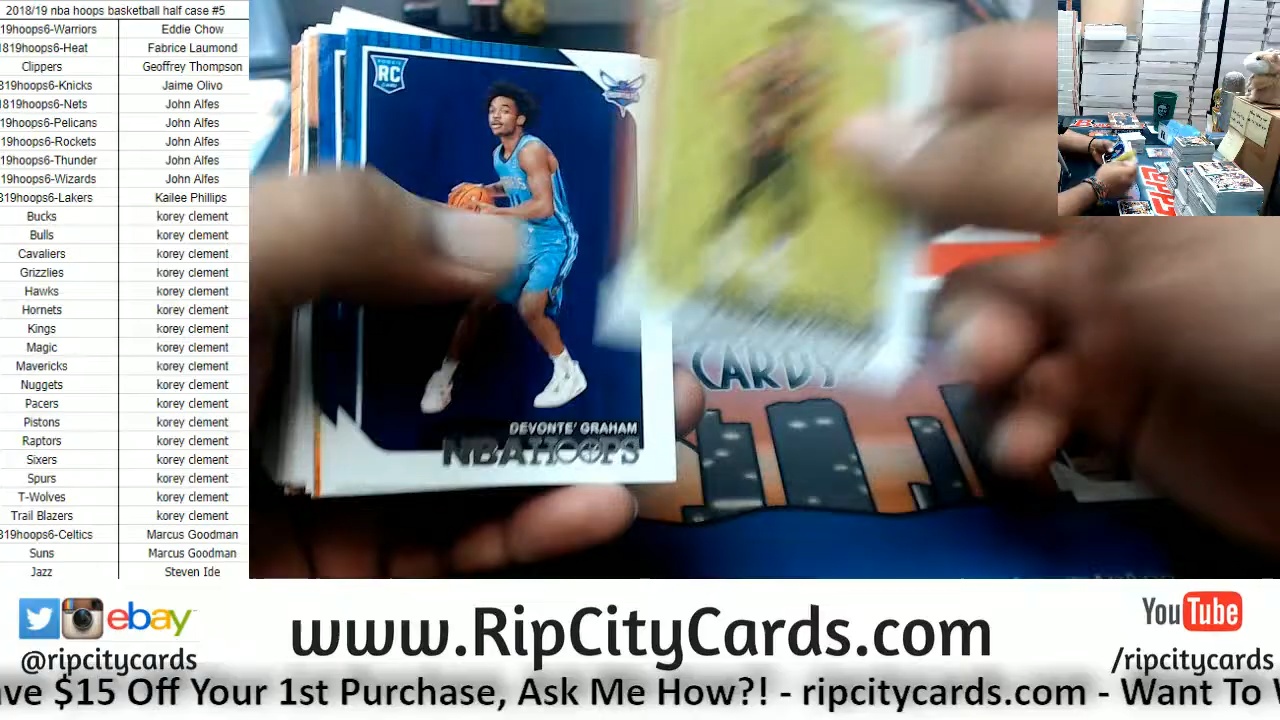 2018/19 nba hoops basketball half case #5
19hoops6-Warriors Eddie Chow
1819hoops6-Heat Fabrice Laumond
Clippers Geoffrey Thompson
819hoops6-Knicks Jaime Olivo
1819hoops6-Nets John Alfes
19hoops6-Pelicans John Alfes
19hoops6-Rockets John Alfes
19hoops6-Thunder John Alfes
19hoops6-Wizards John Alfes
819hoops6-Lakers Kailee Phillips
Bucks korey clement
Bulls korey clement
Cavaliers korey clement
Grizzlies korey clement
Hawks korey clement
Hornets korey clement
Kings korey clement
Magic korey clement
Mavericks korey clement
Nuggets korey clement
Pacers korey clement
Pistons korey clement
Raptors korey clement
Sixers korey clement
Spurs korey clement
T-Wolves korey clement
Trail Blazers korey clement
819hoops6-Celtics Marcus Goodman
Suns Marcus Goodman
Jazz Steven Ide
RC
DEVONTE' GRAHAM
NBA HOOPS
CARDY
ebay
@ripcitycards
www.RipCityCards.com
YouTube
/ripcitycards
ave $15 Off Your 1st Purchase, Ask Me How?! - ripcitycards.com - Want To